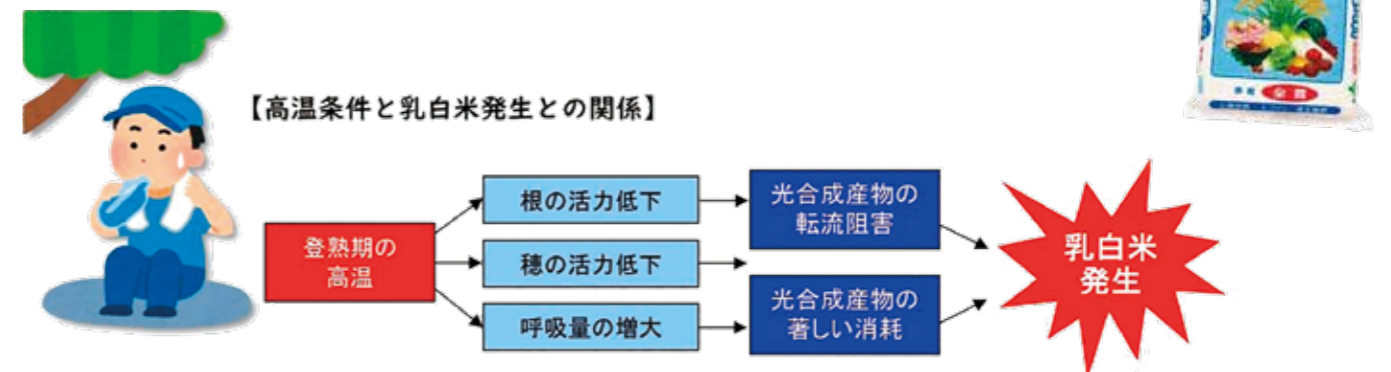 【高温条件と乳白米発生との関係】
登熟期の
高温
根の活力低下
穂の活力低下
呼吸量の増大
光合成産物の
転流阻害
光合成産物の
著しい消耗
乳白米
発生